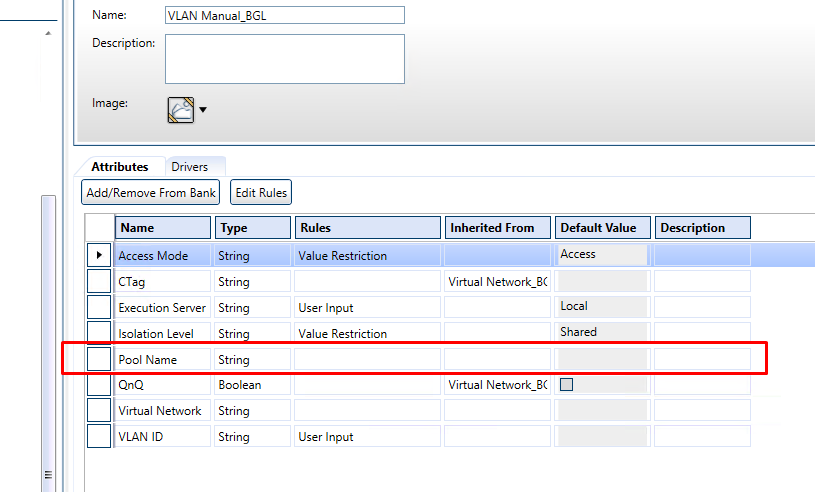 Name: VLAN Manual_BGL
Description:
Image:
Attributes Drivers
Add/Remove From Bank Edit Rules
Name Type Rules Inherited From Default Value Description
Access Mode String Value Restriction Access
CTag String Virtual Network_BG
Execution Server String User Input Local
Isolation Level String Value Restriction Shared
Pool Name String
QnQ Boolean Virtual Network_BG
Virtual Network String
VLAN ID String User Input